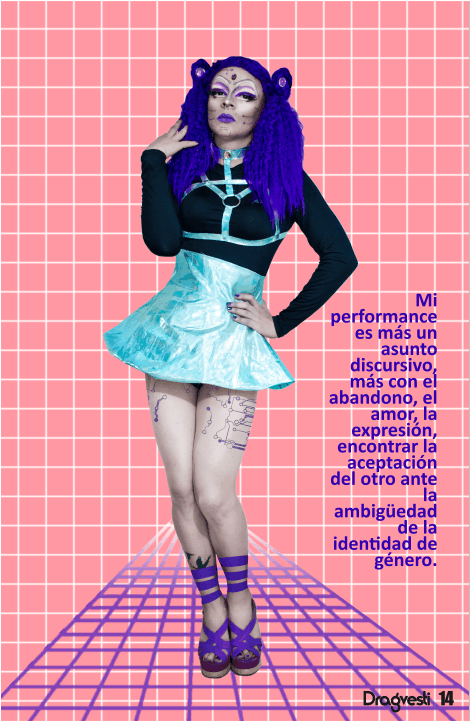 Mi
performance
es más un
asunto
discursivo,
más con el
abandono, el
amor, la
expresión,
encontrar la
aceptación
del otro ante
la
ambigüedad
de la
identidad de
género.
Dragvesti 14